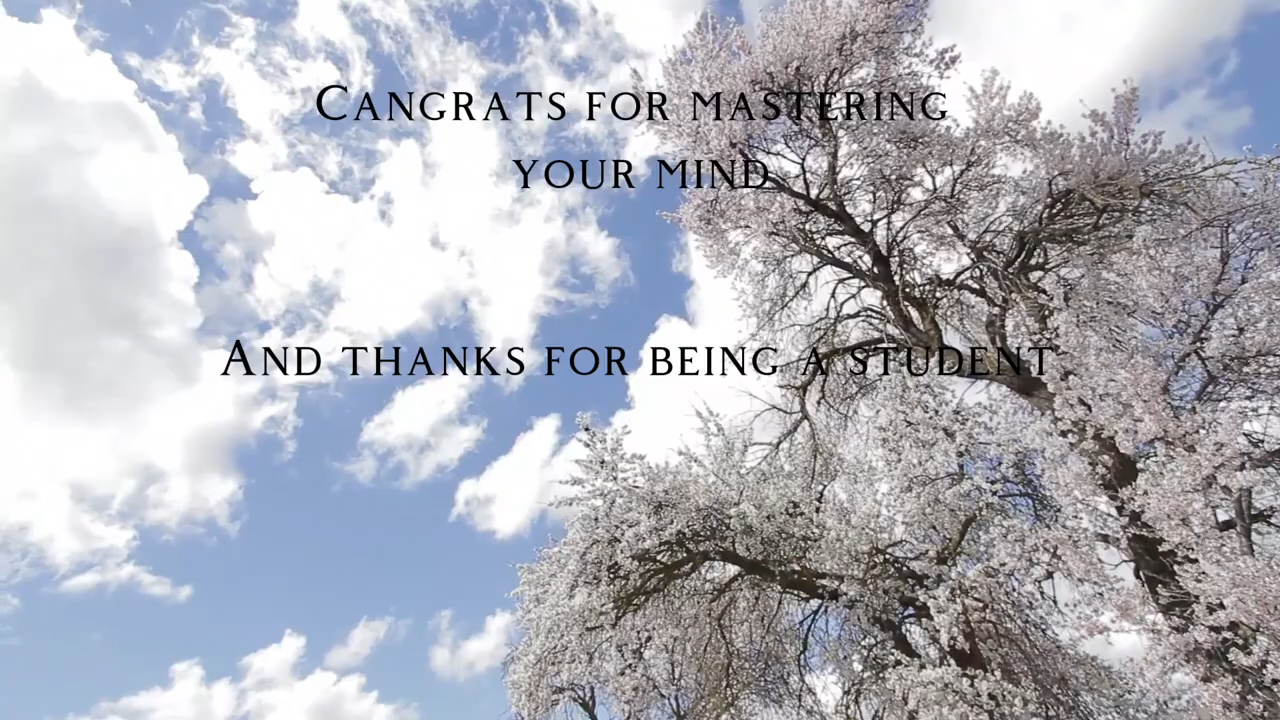 Cangrats for mastering
your mind
And thanks for being a student